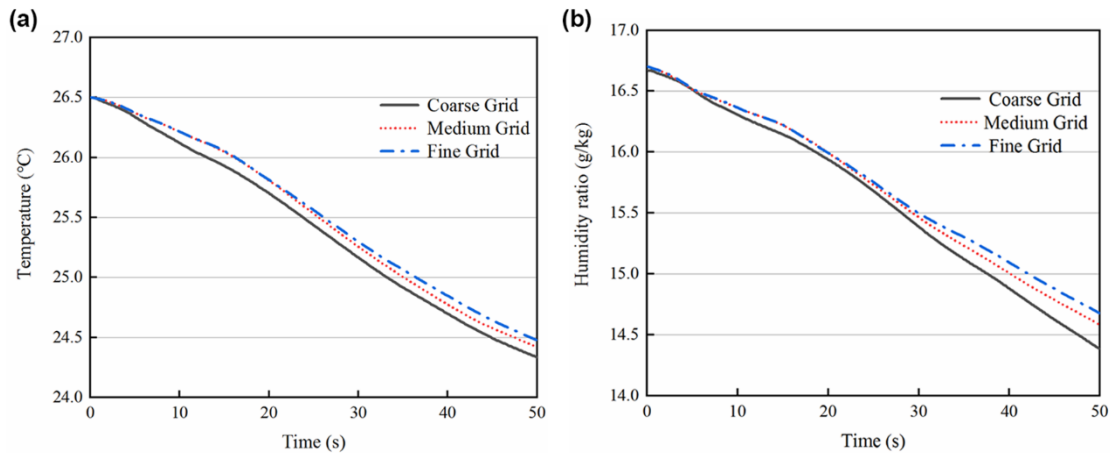 (a)
27.0
26.5
26.0
25.5
25.0
24.5
24.0
Temperature (℃)
Coarse Grid
Medium Grid
Fine Grid
0 10 20 30 40 50
Time (s)
(b)
17.0
16.5
16.0
15.5
15.0
14.5
14.0
Humidity ratio (g/kg)
Coarse Grid
Medium Grid
Fine Grid
0 10 20 30 40 50
Time (s)